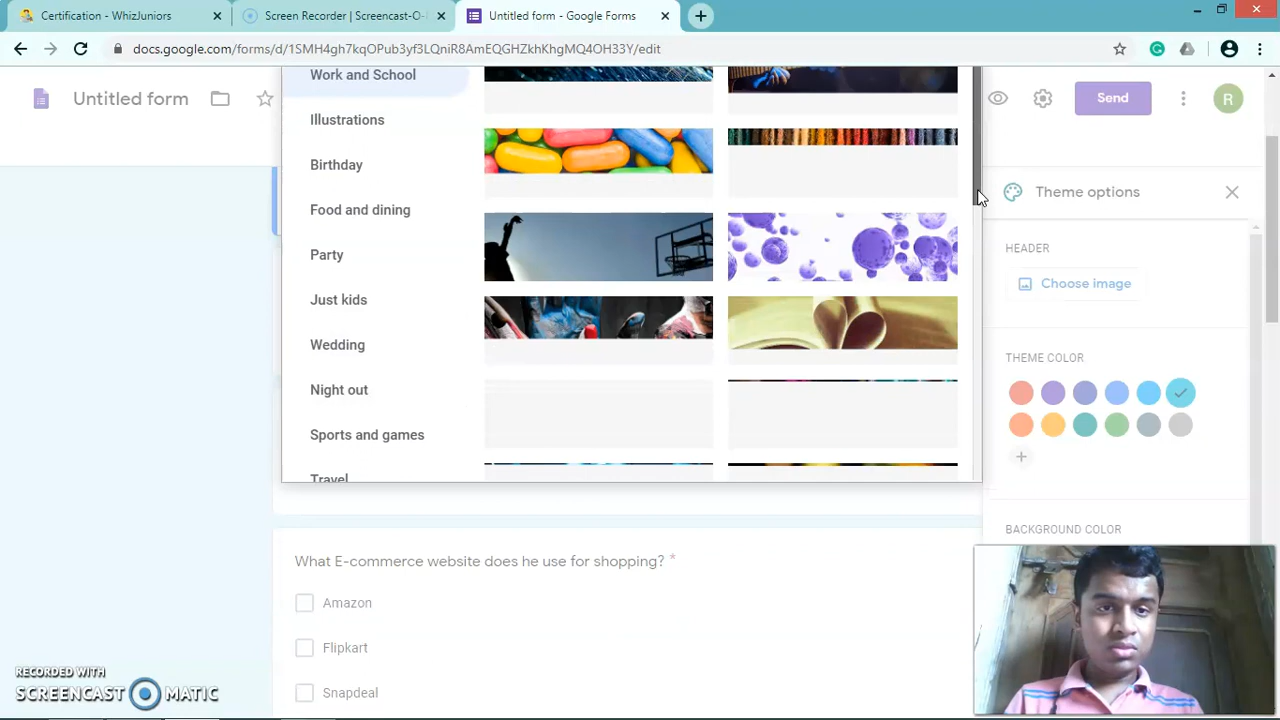 Certification - WhizJuniors
Screen Recorder | Screencast-O-
Untitled form - Google Forms
docs.google.com/forms/d/1SMH4gh7kqOPub3yf3LQniR8AmEQGHZkhKhgMQ4OH33Y/edit
Untitled form
Send
R
Work and School
Illustrations
Birthday
Food and dining
Party
Just kids
Wedding
Night out
Sports and games
Travel
Theme options
HEADER
Choose image
THEME COLOR
BACKGROUND COLOR
What E-commerce website does he use for shopping? *
Amazon
Flipkart
Snapdeal
RECORDED WITH
SCREENCAST MATIC